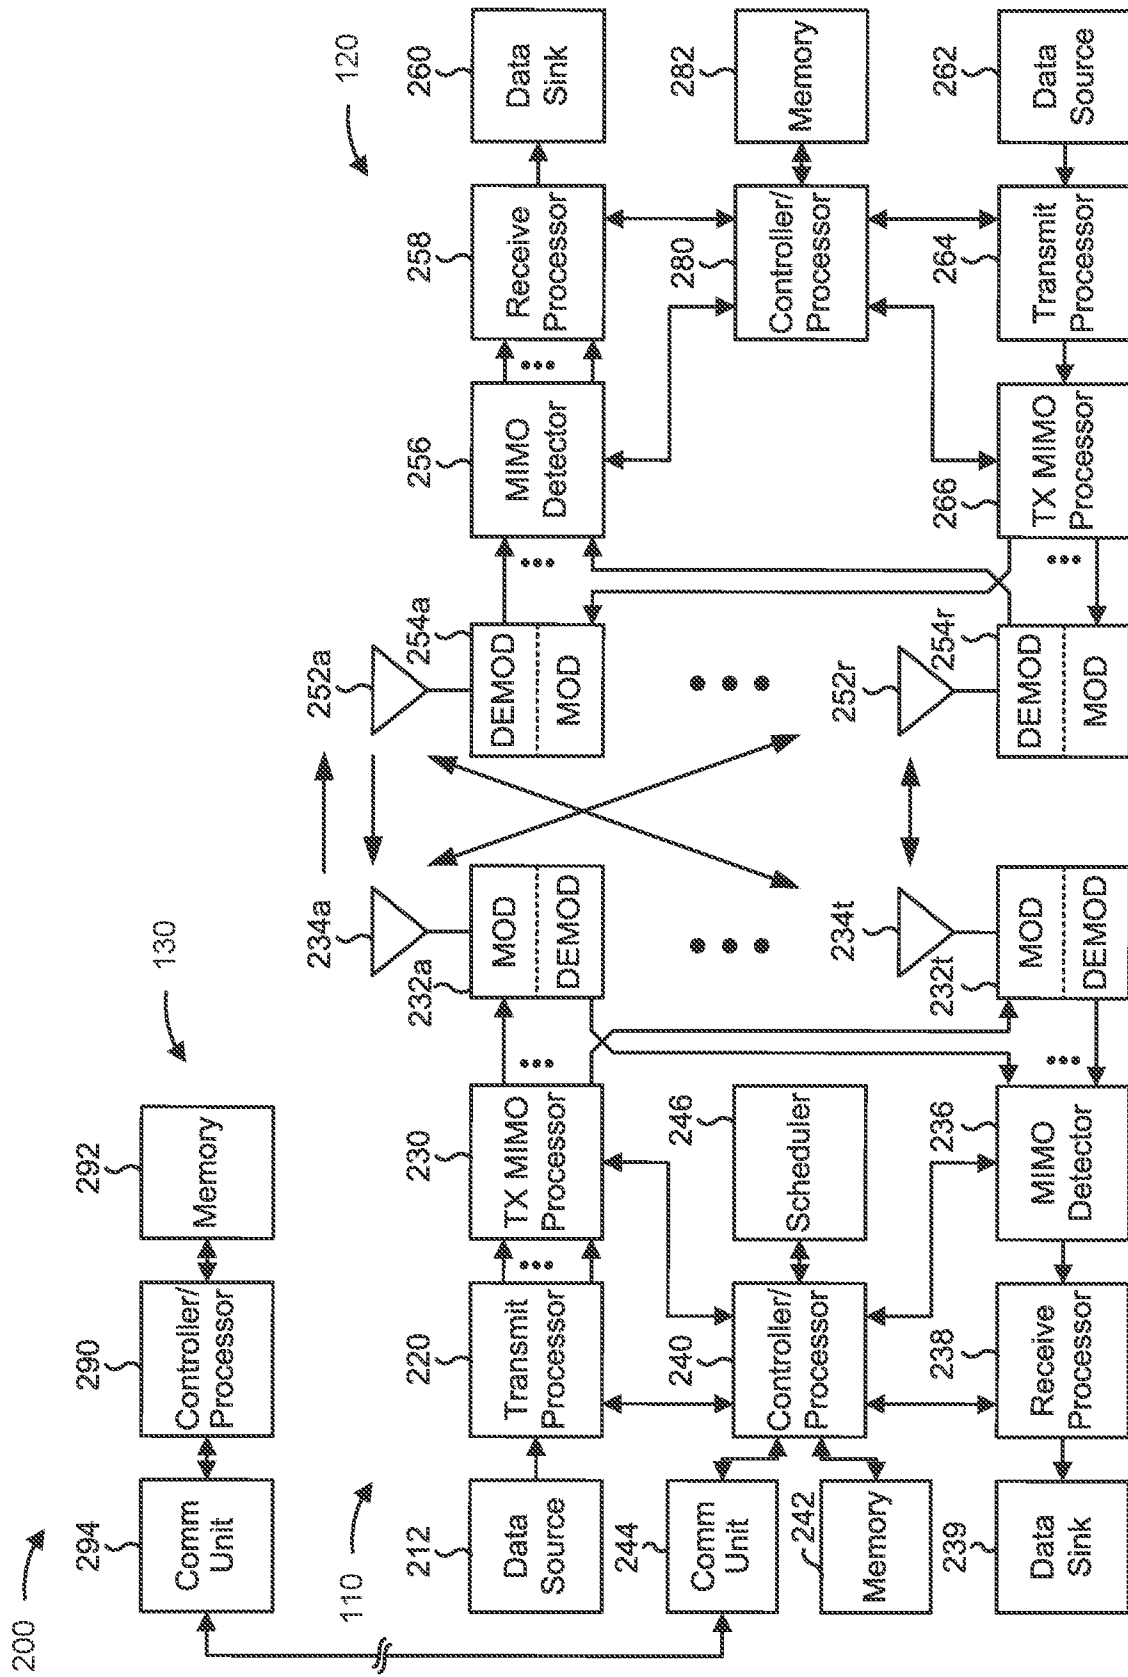 200
294
Comm
Unit
290
Controller/
Processor
292
Memory
130
110
212
Data
Source
220
Transmit
Processor
230
TX MIMO
Processor
232a
MOD
DEMOD
234a
252a
254a
DEMOD
MOD
256
MIMO
Detector
258
Receive
Processor
260
Data
Sink
120
244
Comm
Unit
242
Memory
240
Controller/
Processor
246
Scheduler
280
Controller/
Processor
282
Memory
239
Data
Sink
238
Receive
Processor
236
MIMO
Detector
232t
MOD
DEMOD
234t
252r
254r
DEMOD
MOD
266
TX MIMO
Processor
264
Transmit
Processor
262
Data
Source